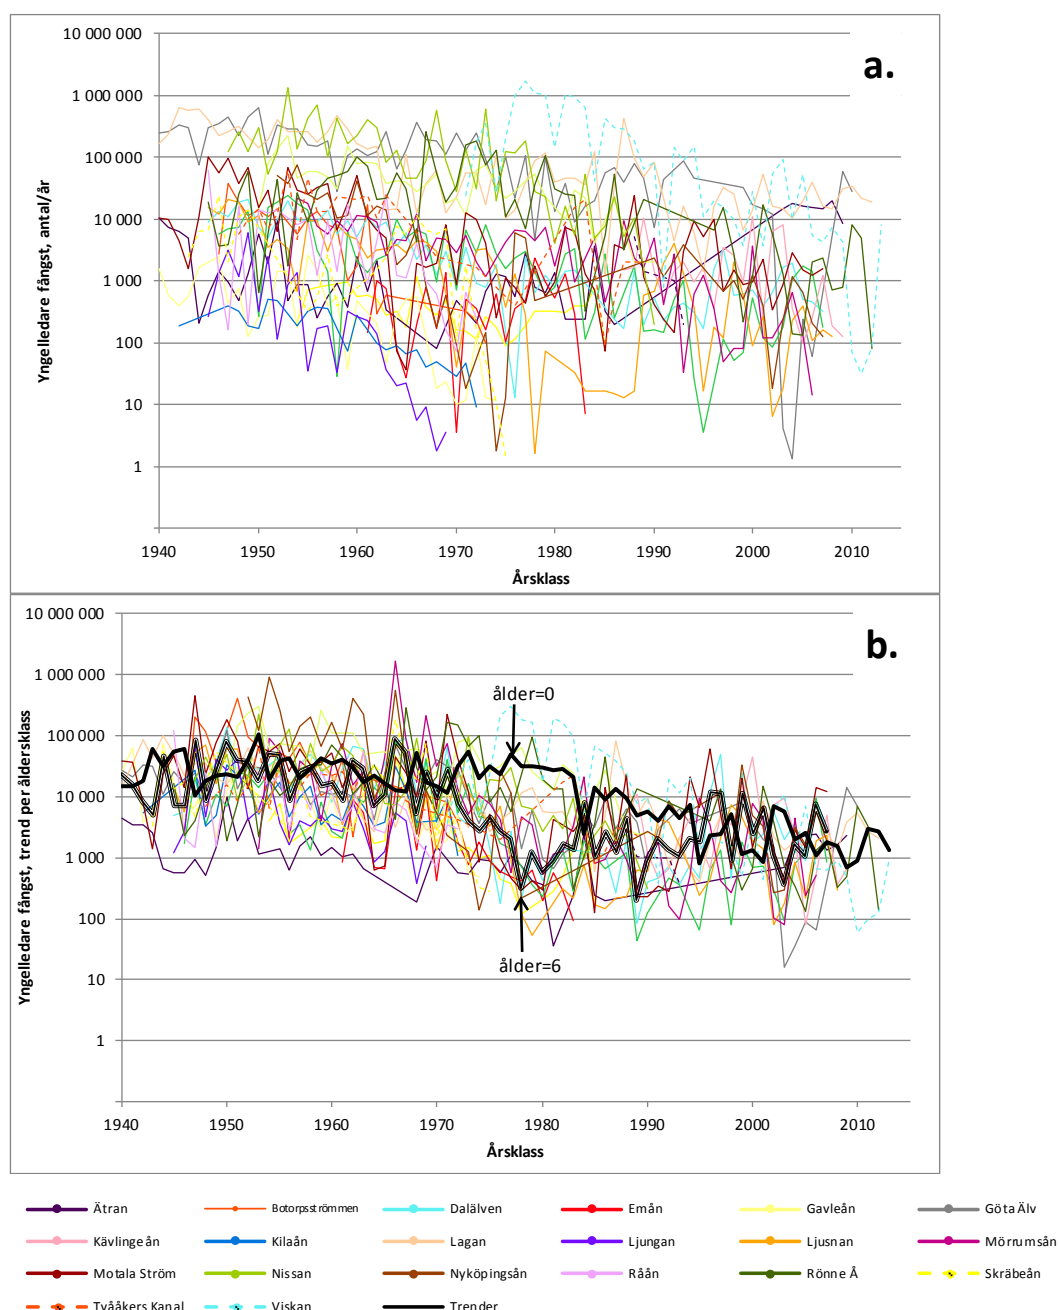 a.
10 000 000
1 000 000
100 000
10 000
1 000
100
10
1
Yngelledare fångst, antal/år
1940 1950 1960 1970 1980 1990 2000 2010
Årsklass
b.
10 000 000
1 000 000
100 000
10 000
1 000
100
10
1
Yngelledare fångst, trend per åldersklass
ålder=0
ålder=6
1940 1950 1960 1970 1980 1990 2000 2010
Årsklass
Ätran Botorpsströmmen Dalälven Emån Gavleån Göta Älv
Kävlingeån Kilaån Lagan Ljungan Ljusnan Mörrumsån
Motala Ström Nissan Nyköpingsån Råån Rönne Å Skräbeån
Tvååkers Kanal Viskan Trender